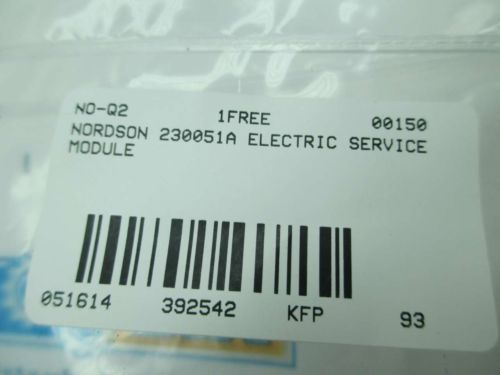 NO-Q2 1FREE 00150
NORDSON 230051A ELECTRIC SERVICE
MODULE
051614 392542 KFP 93